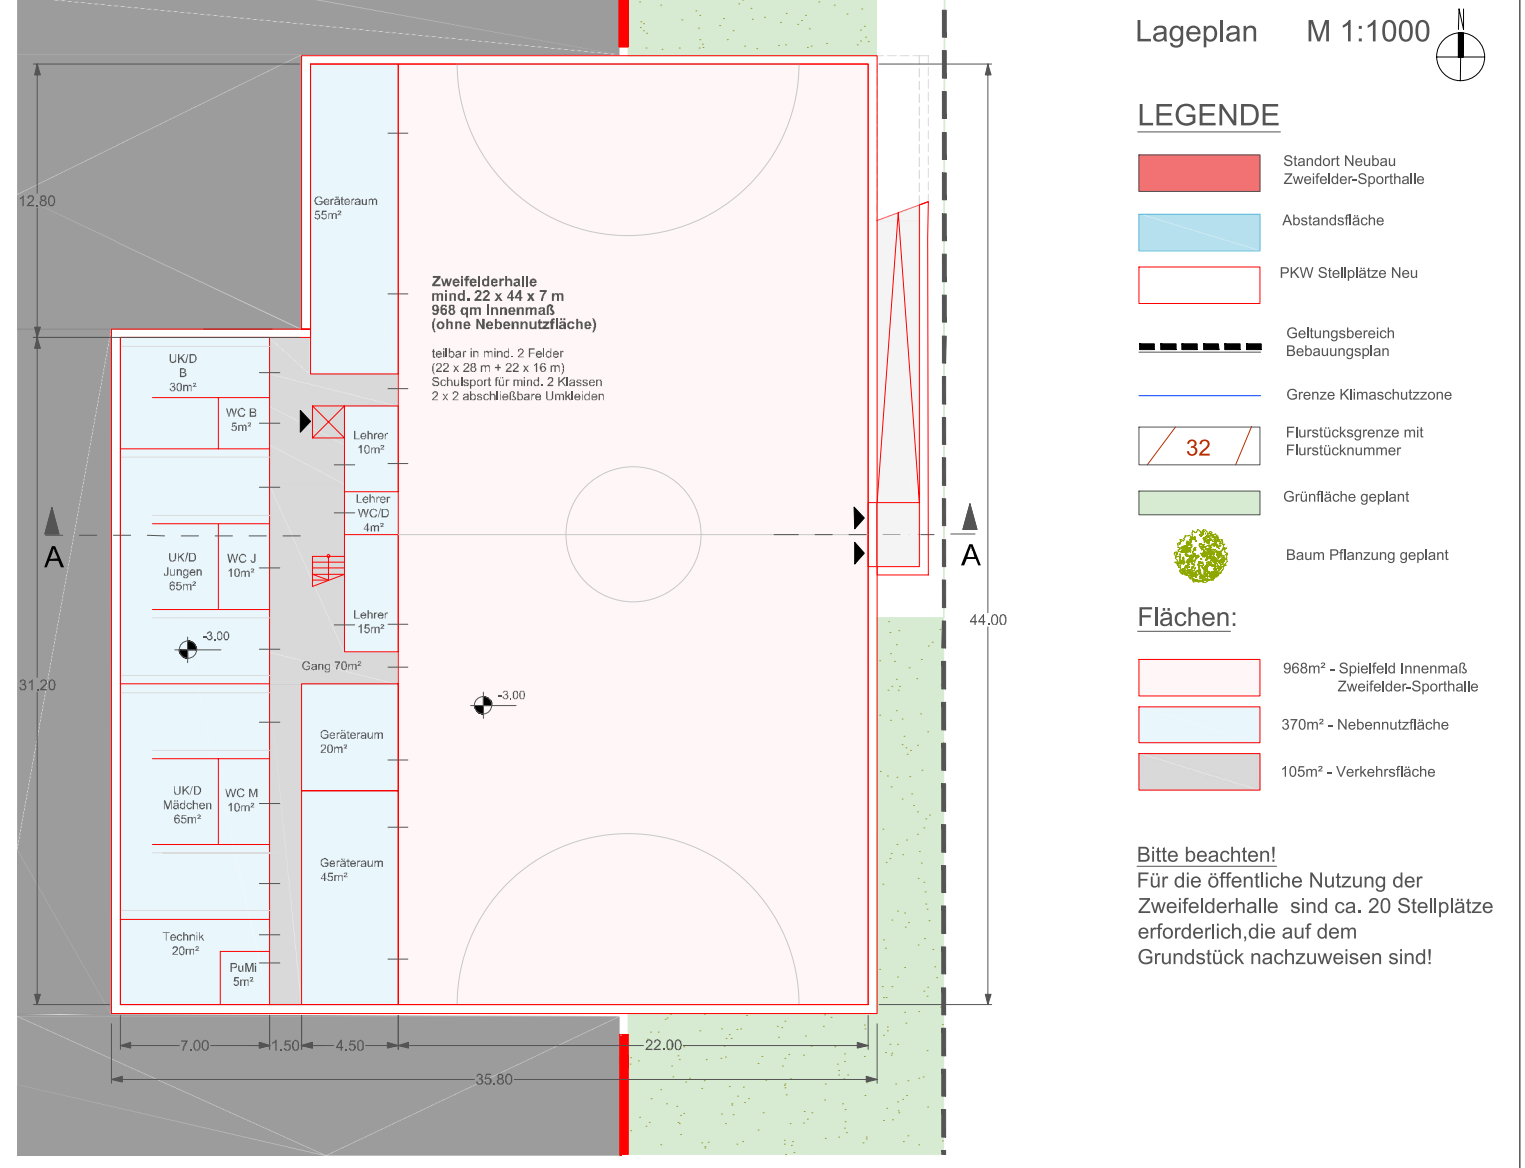 Lageplan M 1:1000
N
LEGENDE
Standort Neubau
Zweifelder-Sporthalle
Abstandsfläche
PKW Stellplätze Neu
Geltungsbereich
Bebauungsplan
Grenze Klimaschutzzone
32
Flurstücksgrenze mit
Flurstücknummer
Grünfläche geplant
Baum Pflanzung geplant
Flächen:
968m² - Spielfeld Innenmaß
Zweifelder-Sporthalle
370m² - Nebennutzfläche
105m² - Verkehrsfläche
Bitte beachten!
Für die öffentliche Nutzung der
Zweifelderhalle sind ca. 20 Stellplätze
erforderlich,die auf dem
Grundstück nachzuweisen sind!
12.80
31.20
44.00
7.00
1.50
4.50
22.00
35.80
A
A
Geräteraum
55m²
Zweifelderhalle
mind. 22 x 44 x 7 m
968 qm Innenmaß
(ohne Nebennutzfläche)
teilbar in mind. 2 Felder
(22 x 28 m + 22 x 16 m)
Schulsport für mind. 2 Klassen
2 x 2 abschließbare Umkleiden
UK/D
B
30m²
WC B
5m²
Lehrer
10m²
Lehrer
WC/D
4m²
UK/D
Jungen
65m²
WC J
10m²
Lehrer
15m²
-3,00
Gang 70m²
-3,00
Geräteraum
20m²
UK/D
Mädchen
65m²
WC M
10m²
Geräteraum
45m²
Technik
20m²
PuMi
5m²